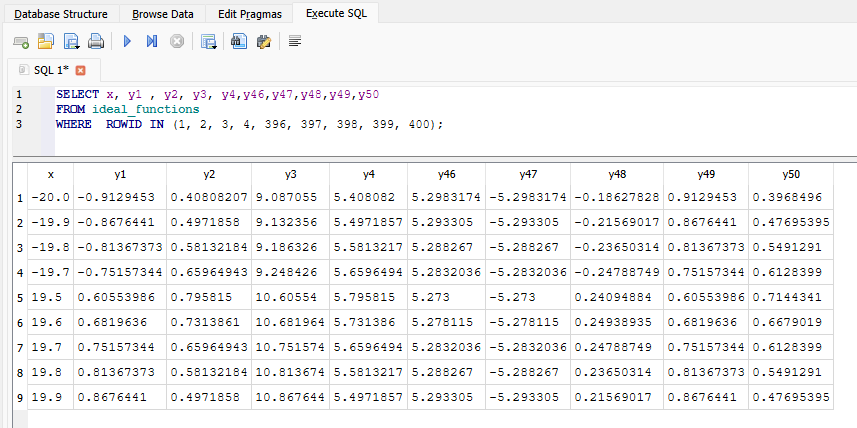 Database Structure Browse Data Edit Pragmas Execute SQL
SQL 1*
1 SELECT x, y1 , y2, y3, y4,y46,y47,y48,y49,y50
2 FROM ideal_functions
3 WHERE ROWID IN (1, 2, 3, 4, 396, 397, 398, 399, 400);
x y1 y2 y3 y4 y46 y47 y48 y49 y50
1 -20.0 -0.9129453 0.40808207 9.087055 5.408082 5.2983174 -5.2983174 -0.18627828 0.9129453 0.3968496
2 -19.9 -0.8676441 0.4971858 9.132356 5.4971857 5.293305 -5.293305 -0.21569017 0.8676441 0.47695395
3 -19.8 -0.81367373 0.58132184 9.186326 5.5813217 5.288267 -5.288267 -0.23650314 0.81367373 0.5491291
4 -19.7 -0.75157344 0.65964943 9.248426 5.6596494 5.2832036 -5.2832036 -0.24788749 0.75157344 0.6128399
5 19.5 0.60553986 0.795815 10.60554 5.795815 5.273 -5.273 0.24094884 0.60553986 0.7144341
6 19.6 0.6819636 0.7313861 10.681964 5.731386 5.278115 -5.278115 0.24938935 0.6819636 0.6679019
7 19.7 0.75157344 0.65964943 10.751574 5.6596494 5.2832036 -5.2832036 0.24788749 0.75157344 0.6128399
8 19.8 0.81367373 0.58132184 10.813674 5.5813217 5.288267 -5.288267 0.23650314 0.81367373 0.5491291
9 19.9 0.8676441 0.4971858 10.867644 5.4971857 5.293305 -5.293305 0.21569017 0.8676441 0.47695395